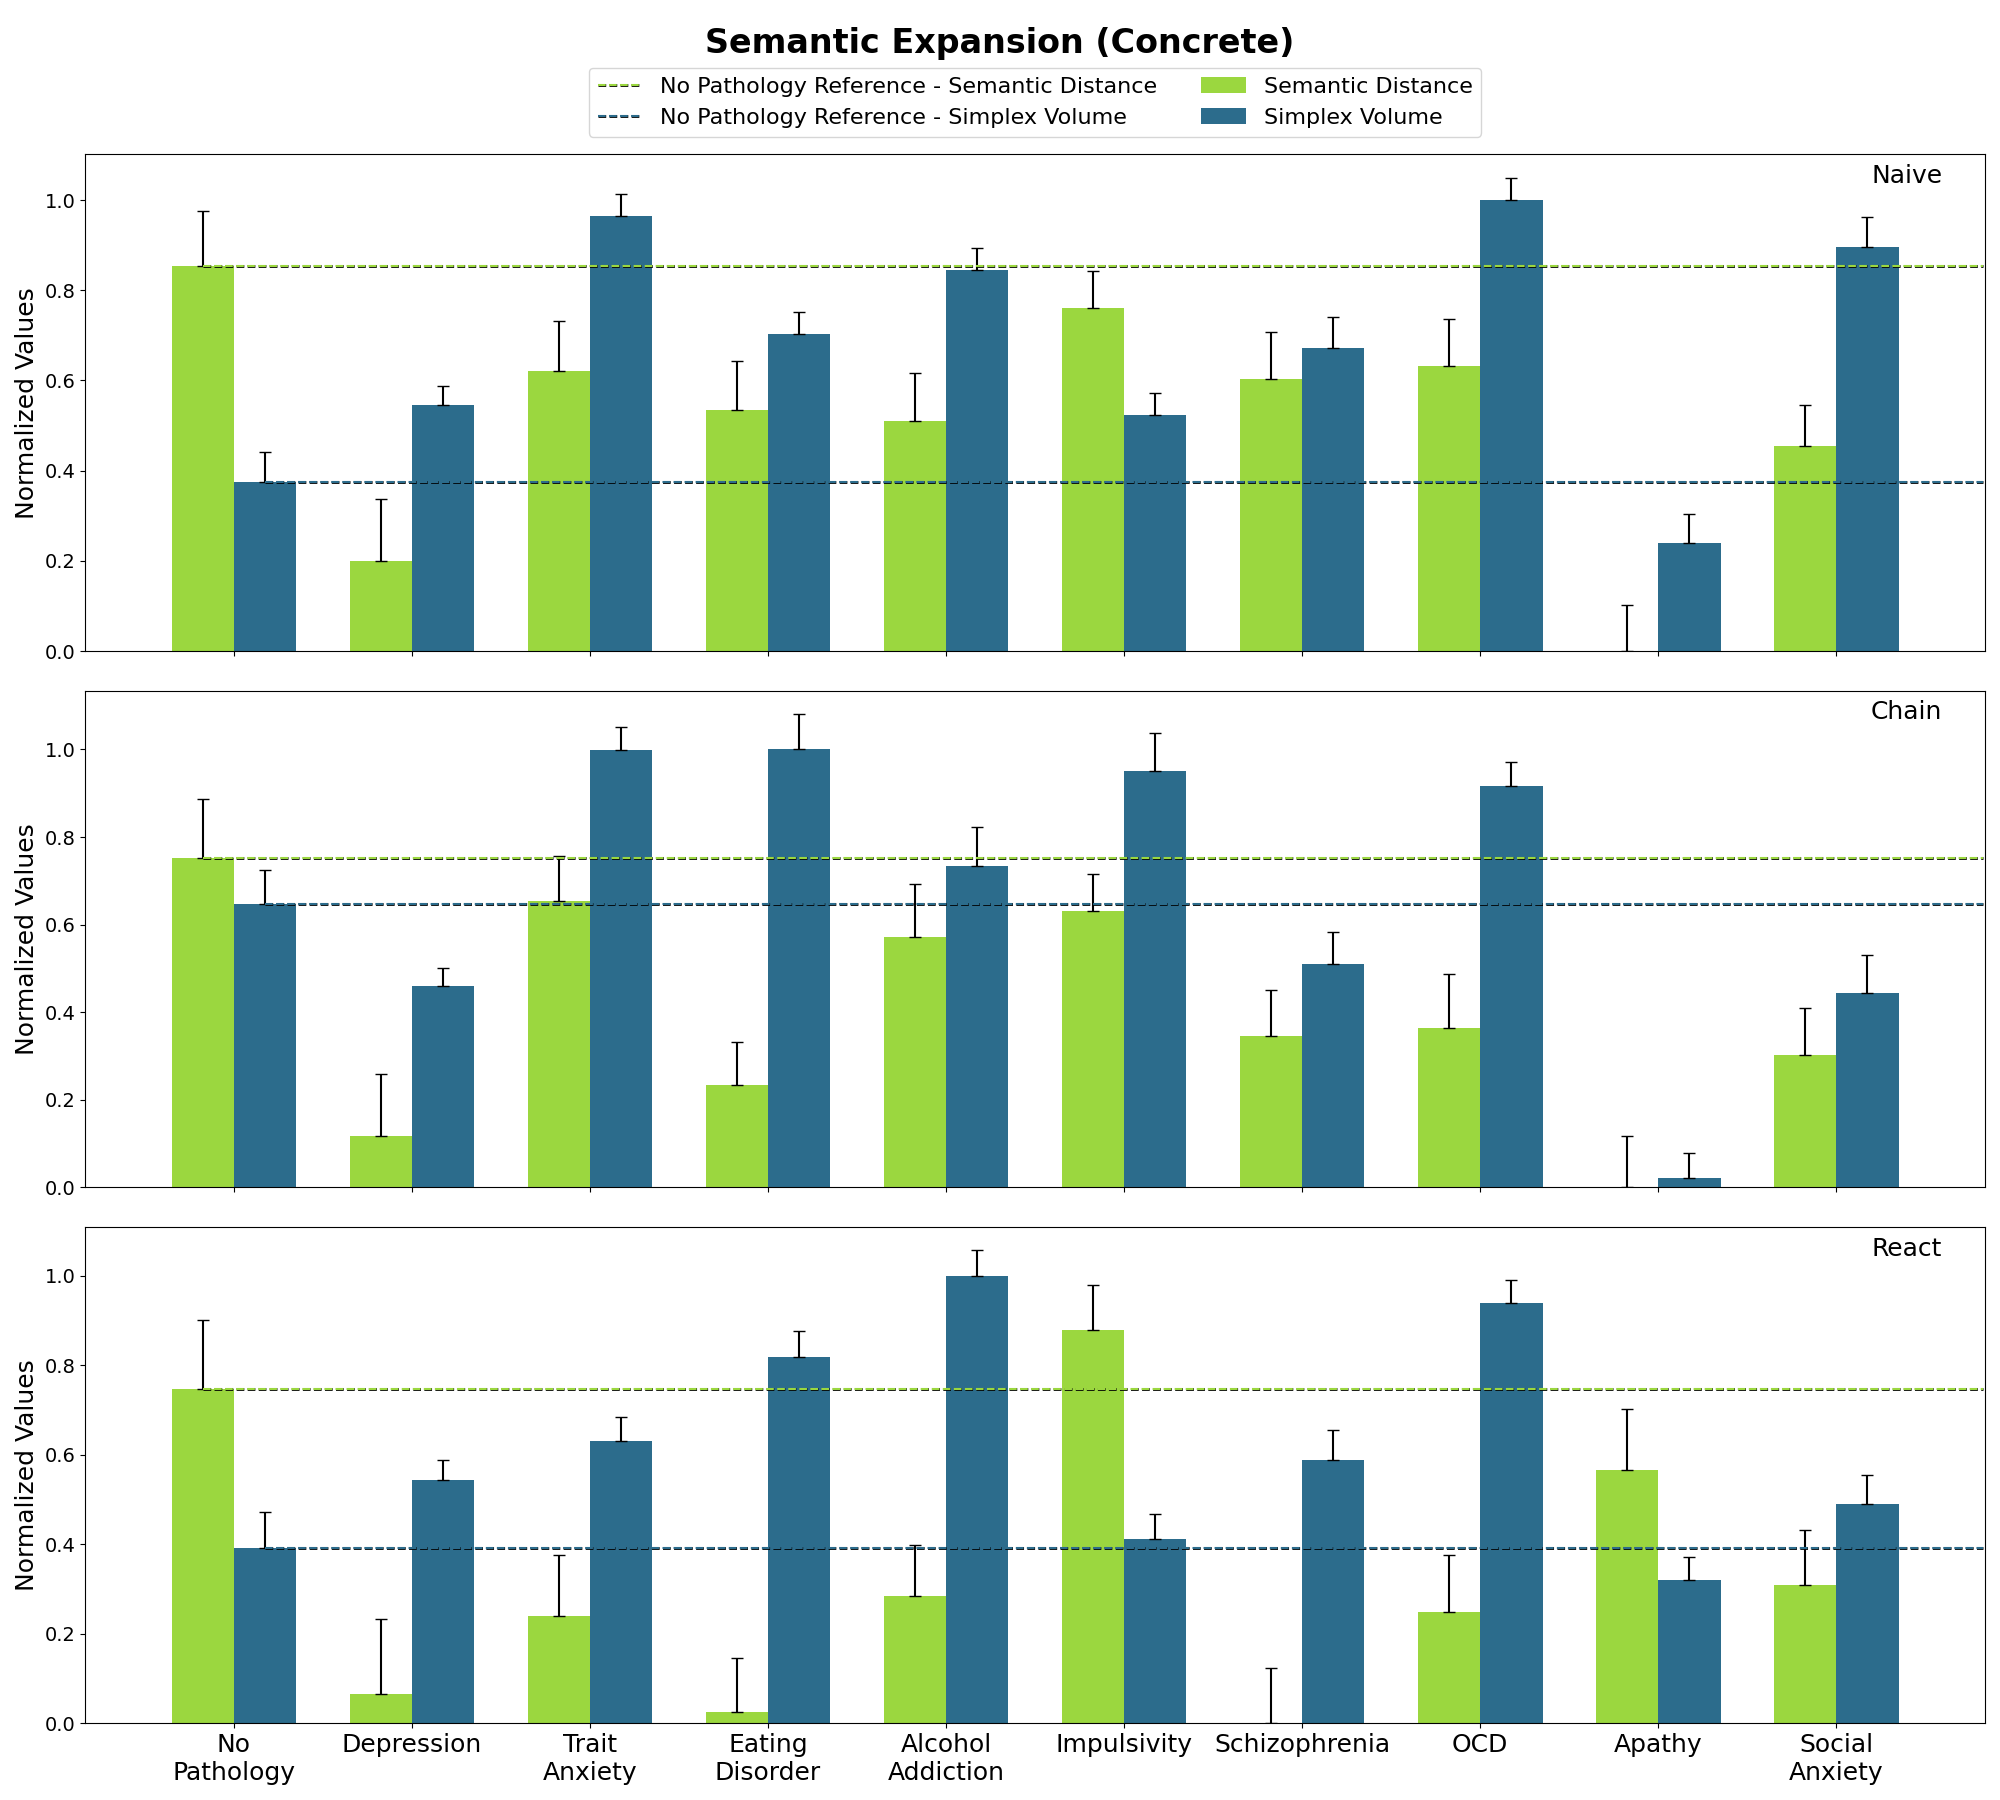 Semantic Expansion (Concrete)
No Pathology Reference - Semantic Distance
No Pathology Reference - Simplex Volume
Semantic Distance
Simplex Volume
Naive
Normalized Values
1.0
0.8
0.6
0.4
0.2
0.0
Chain
Normalized Values
1.0
0.8
0.6
0.4
0.2
0.0
React
Normalized Values
1.0
0.8
0.6
0.4
0.2
0.0
No
Pathology
Depression
Trait
Anxiety
Eating
Disorder
Alcohol
Addiction
Impulsivity
Schizophrenia
OCD
Apathy
Social
Anxiety